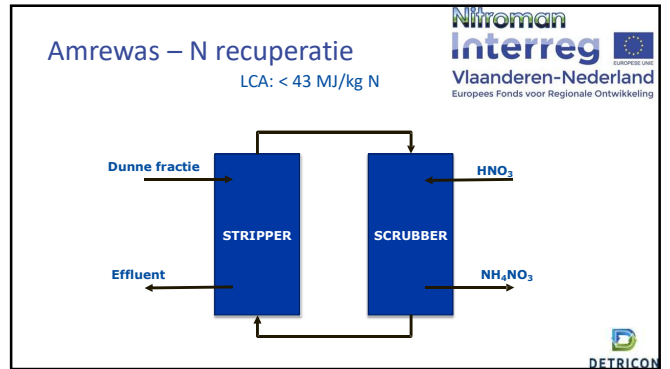 Nitroman
Interreg
EUROPESE UNIE
Vlaanderen-Nederland
Europees Fonds voor Regionale Ontwikkeling
Amrewas – N recuperatie
LCA: < 43 MJ/kg N
Dunne fractie
HNO₃
STRIPPER
SCRUBBER
Effluent
NH₄NO₃
DETRICON